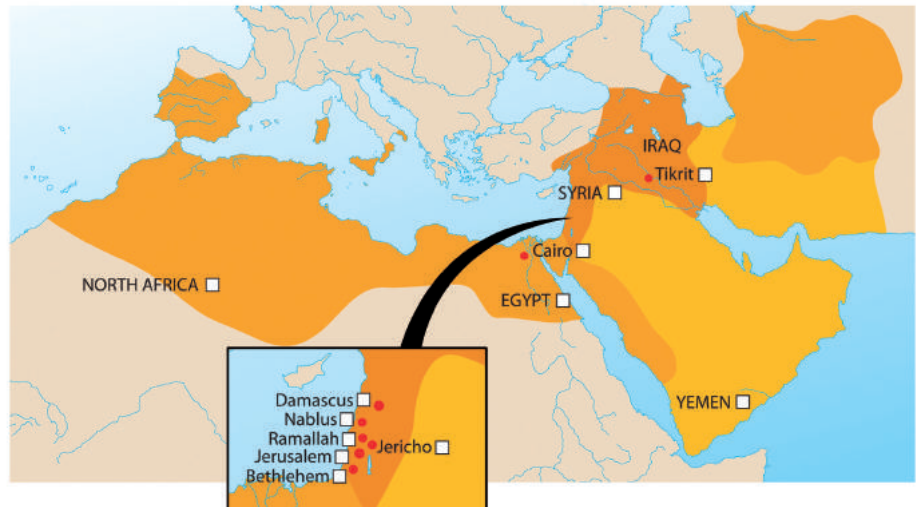 IRAQ
Tikrit
SYRIA
Cairo
NORTH AFRICA
EGYPT
Damascus
Nablus
Ramallah
Jericho
Jerusalem
Bethlehem
YEMEN